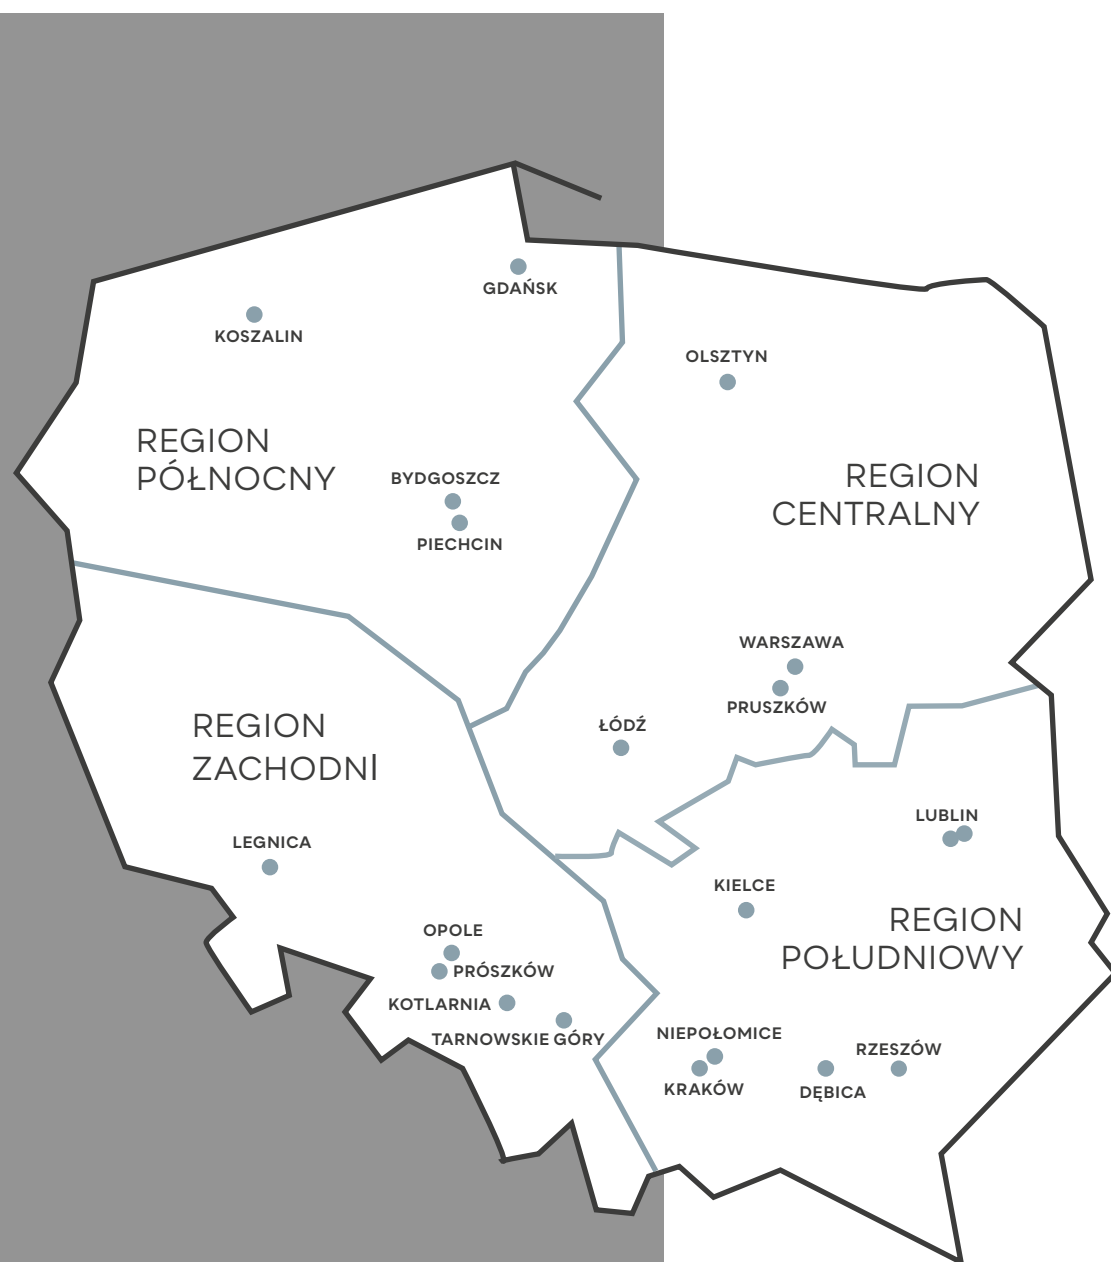 GDAŃSK
KOSZALIN
OLSZTYN
REGION
PÓŁNOCNY
BYDGOSZCZ
PIECHCIN
REGION
CENTRALNY
WARSZAWA
PRUSZKÓW
ŁÓDŹ
REGION
ZACHODNI
LEGNICA
LUBLIN
KIELCE
REGION
POŁUDNIOWY
OPOLE
PRÓSZKÓW
KOTLARNIA
TARNOWSKIE GÓRY
NIEPOŁOMICE
KRAKÓW
RZESZÓW
DĘBICA